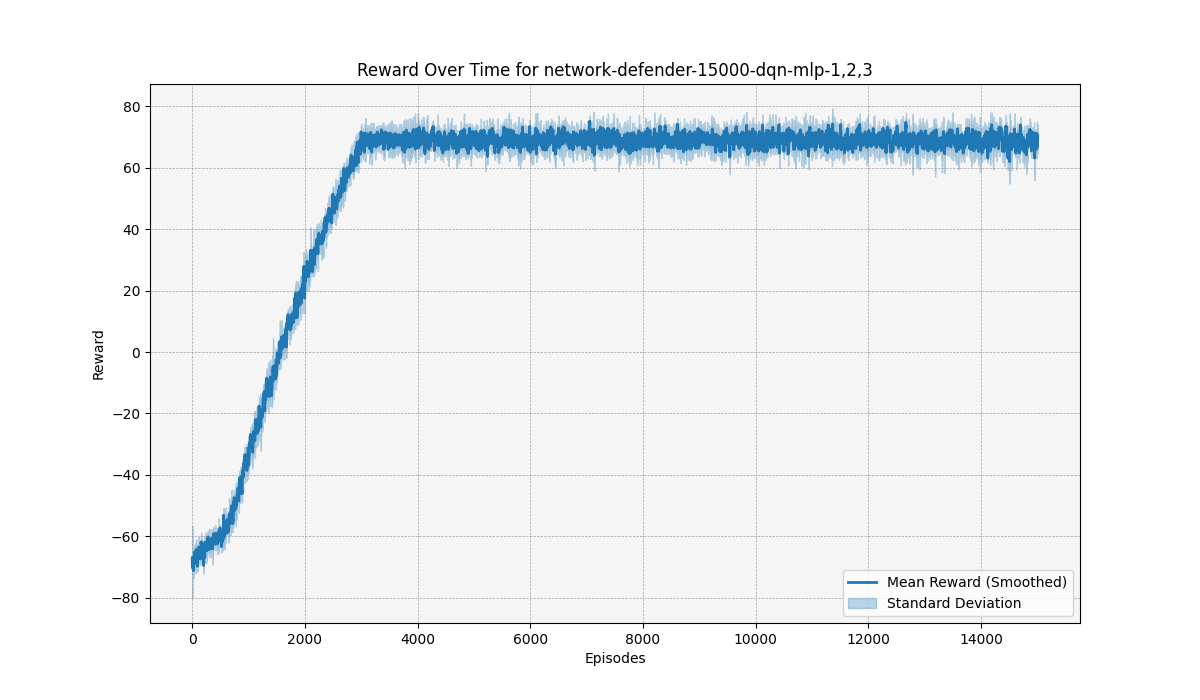 Reward Over Time for network-defender-15000-dqn-mlp-1,2,3
80
60
40
20
0
−20
−40
−60
−80
Reward
0 2000 4000 6000 8000 10000 12000 14000
Episodes
Mean Reward (Smoothed)
Standard Deviation